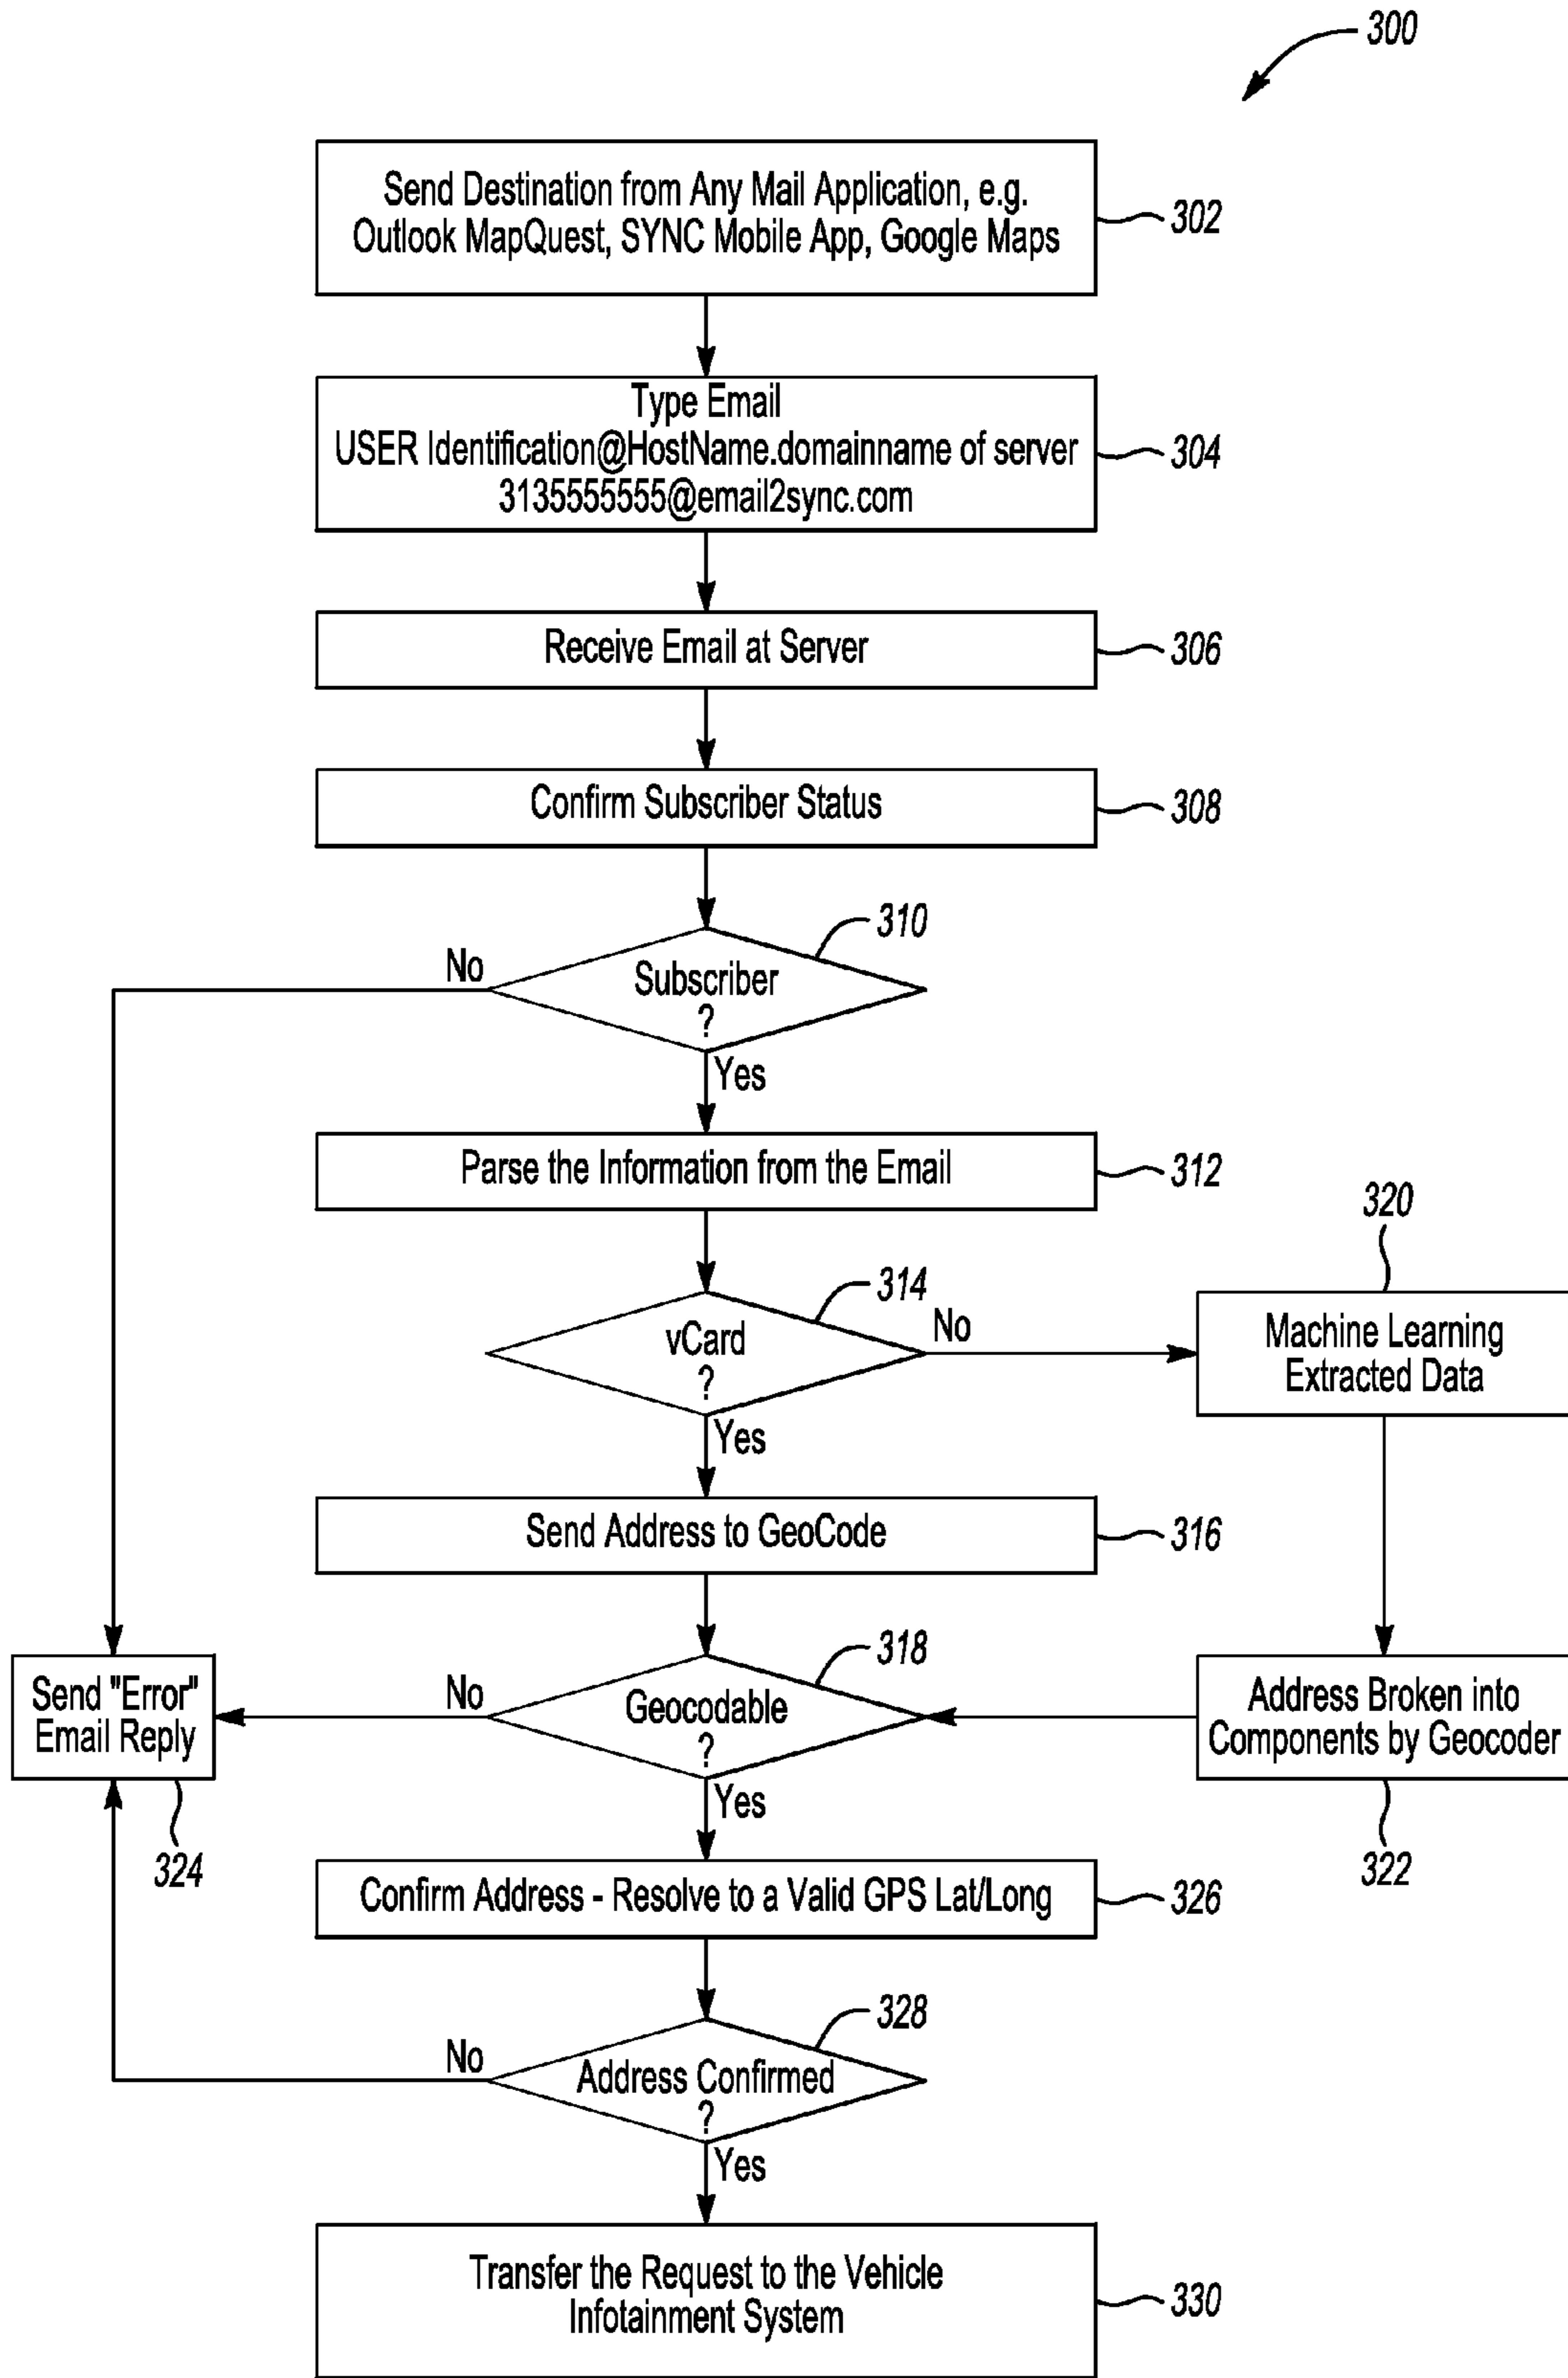 300
Send Destination from Any Mail Application, e.g.
Outlook MapQuest, SYNC Mobile App, Google Maps
302
Type Email
USER Identification@HostName.domainname of server
3135555555@email2sync.com
304
Receive Email at Server
306
Confirm Subscriber Status
308
310
No
Subscriber
?
Yes
Parse the Information from the Email
312
314
vCard
?
No
Yes
320
Machine Learning
Extracted Data
Send Address to GeoCode
316
318
Geocodable
?
No
Yes
Send "Error"
Email Reply
324
Address Broken into
Components by Geocoder
322
Confirm Address - Resolve to a Valid GPS Lat/Long
326
328
No
Address Confirmed
?
Yes
Transfer the Request to the Vehicle
Infotainment System
330